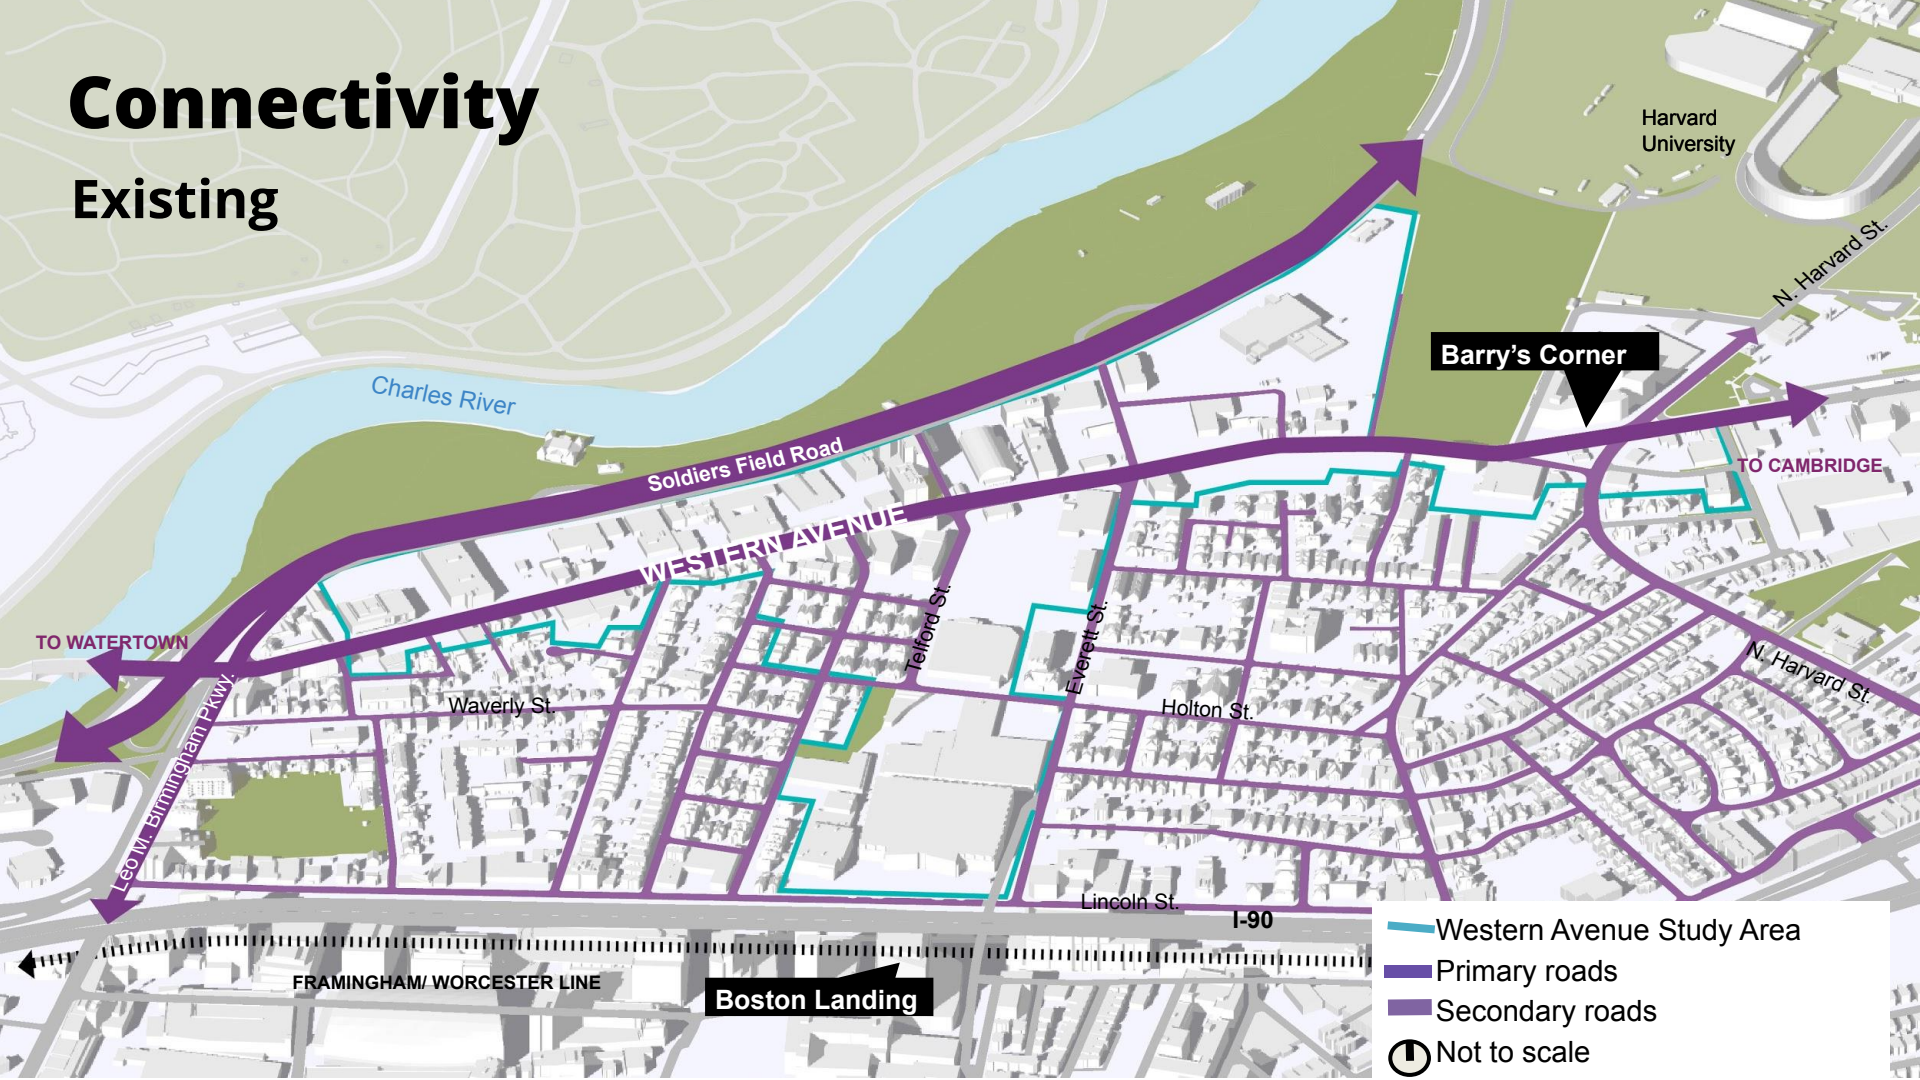 Connectivity
Existing
Harvard
University
N. Harvard St.
Barry’s Corner
Charles River
Soldiers Field Road
TO CAMBRIDGE
WESTERN AVENUE
TO WATERTOWN
Telford St.
Everett St.
Leo M. Birmingham Pkwy.
Waverly St.
Holton St.
N. Harvard St.
Lincoln St.
I-90
FRAMINGHAM/ WORCESTER LINE
Boston Landing
Western Avenue Study Area
Primary roads
Secondary roads
Not to scale